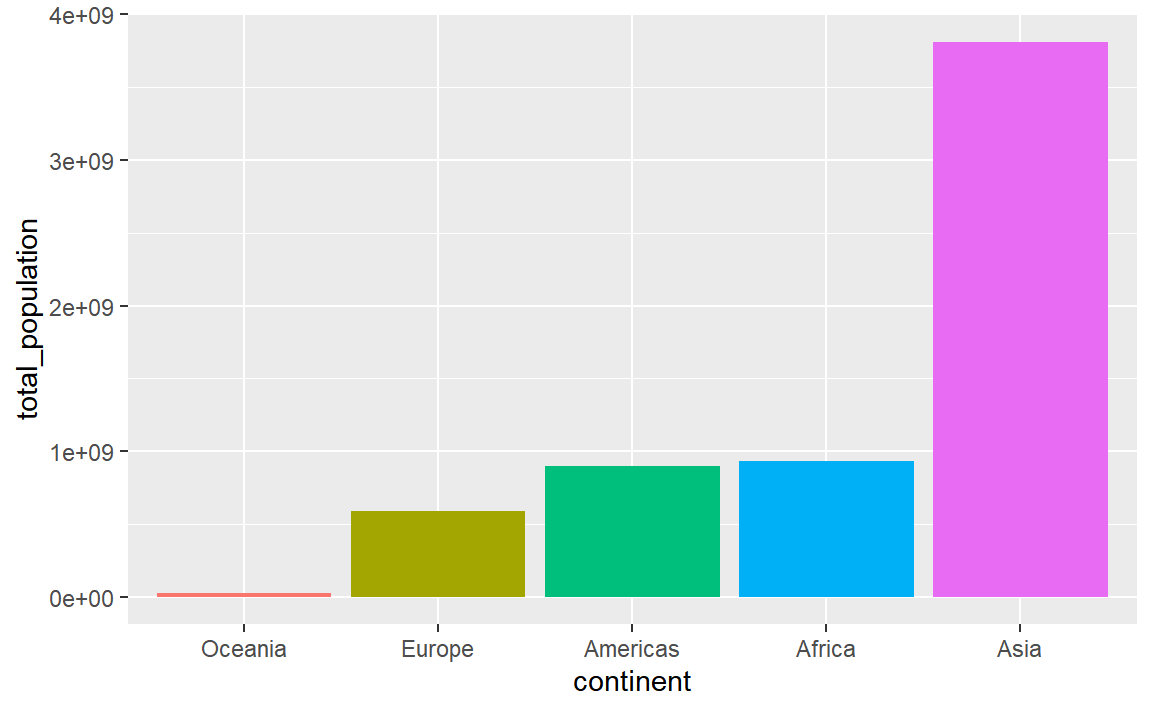 total_population
4e+09
3e+09
2e+09
1e+09
0e+00
Oceania Europe Americas Africa Asia
continent